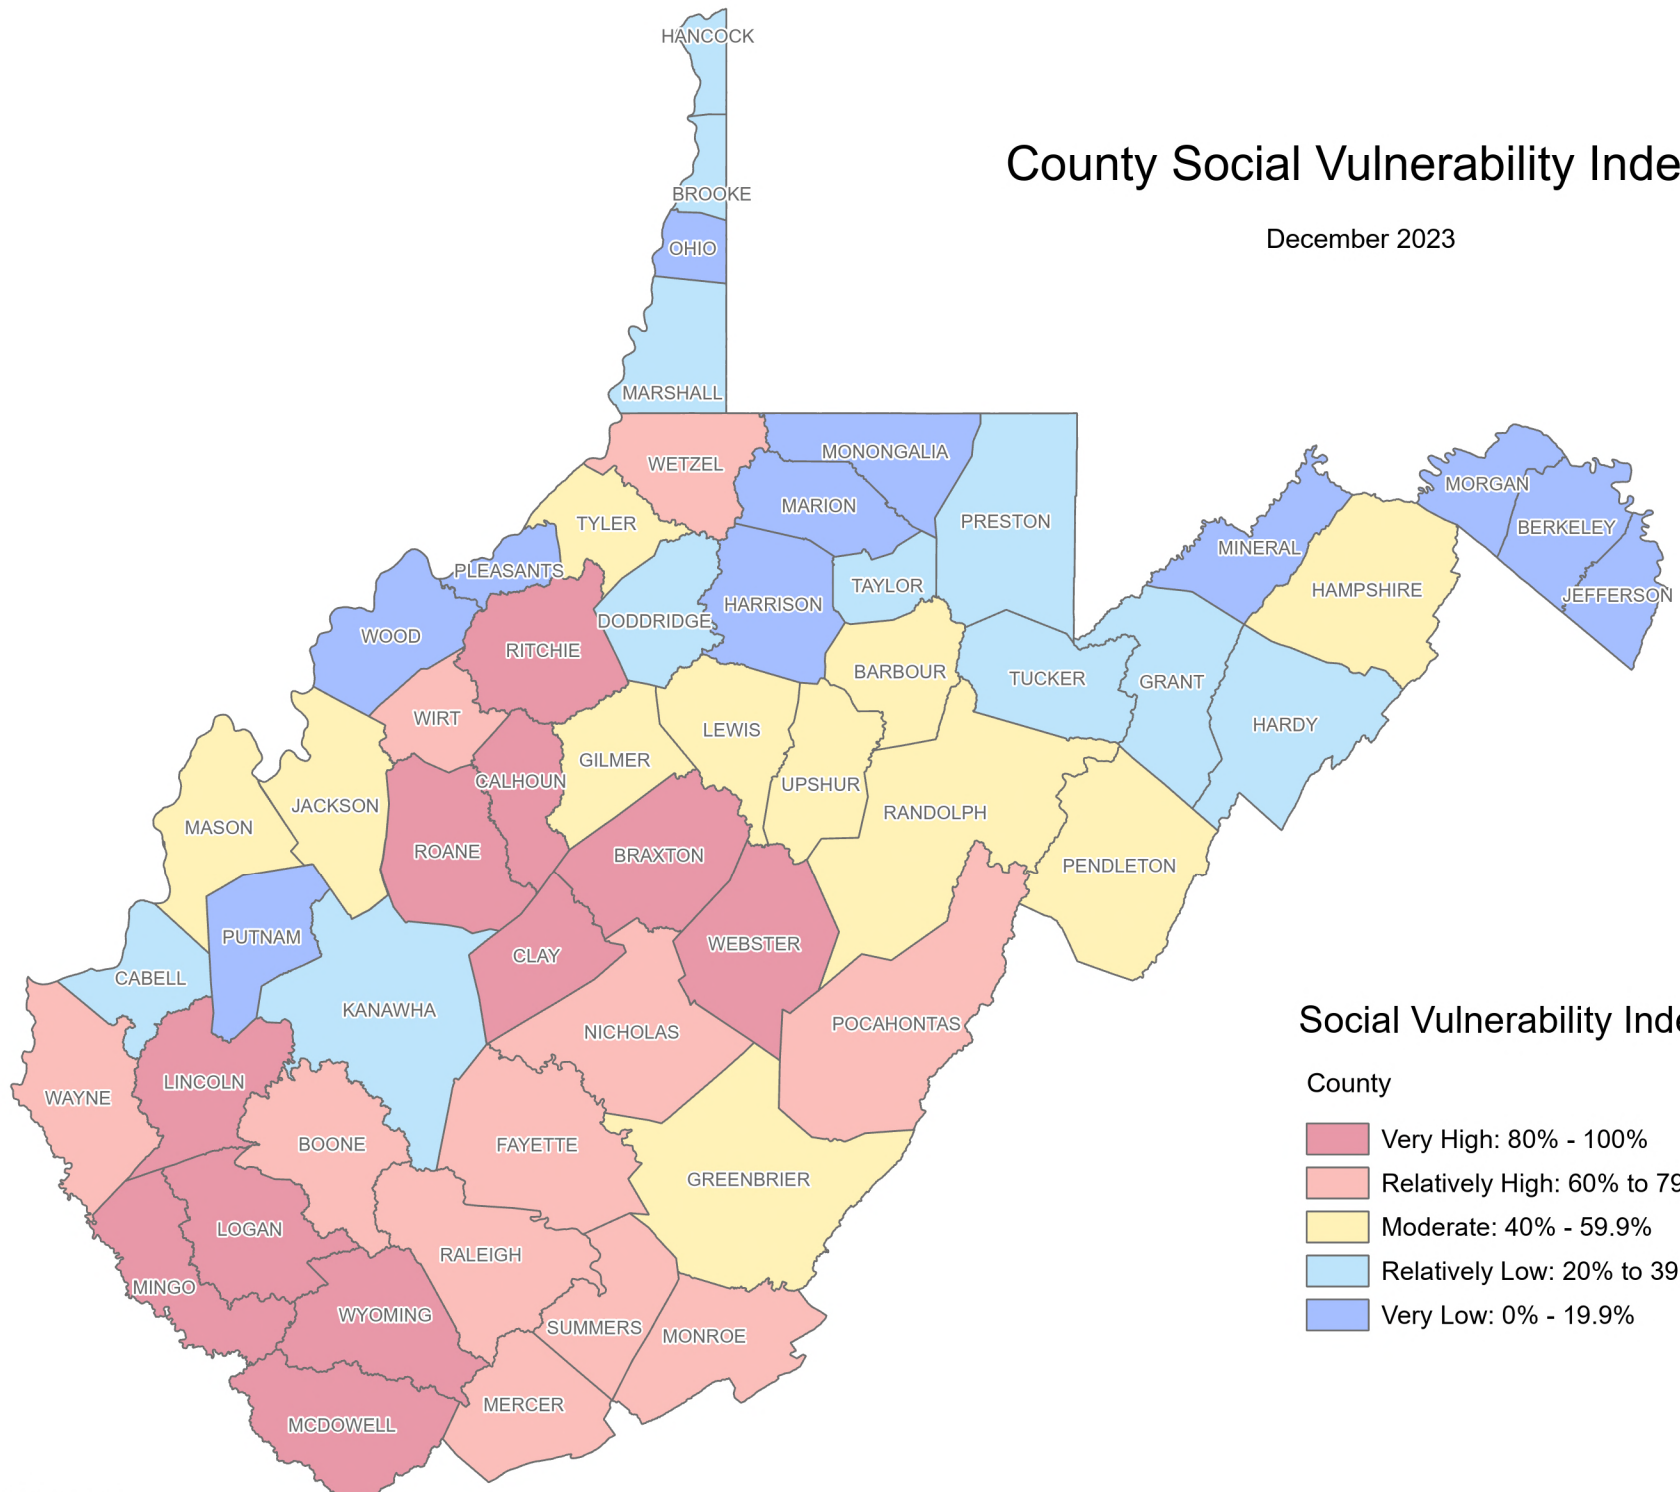 HANCOCK
County Social Vulnerability Inde
BROOKE
December 2023
OHIO
MARSHALL
WETZEL
MONONGALIA
MARION
MORGAN
TYLER
PRESTON
BERKELEY
MINERAL
PLEASANTS
TAYLOR
HAMPSHIRE
JEFFERSON
HARRISON
DODDRIDGE
WOOD
RITCHIE
BARBOUR
TUCKER
GRANT
WIRT
HARDY
LEWIS
GILMER
CALHOUN
UPSHUR
JACKSON
RANDOLPH
MASON
ROANE
BRAXTON
PENDLETON
PUTNAM
WEBSTER
CLAY
CABELL
KANAWHA
NICHOLAS
POCAHONTAS
LINCOLN
WAYNE
BOONE
FAYETTE
GREENBRIER
LOGAN
RALEIGH
MINGO
WYOMING
SUMMERS
MONROE
MERCER
MCDOWELL
Social Vulnerability Inde
County
Very High: 80% - 100%
Relatively High: 60% to 79
Moderate: 40% - 59.9%
Relatively Low: 20% to 39
Very Low: 0% - 19.9%